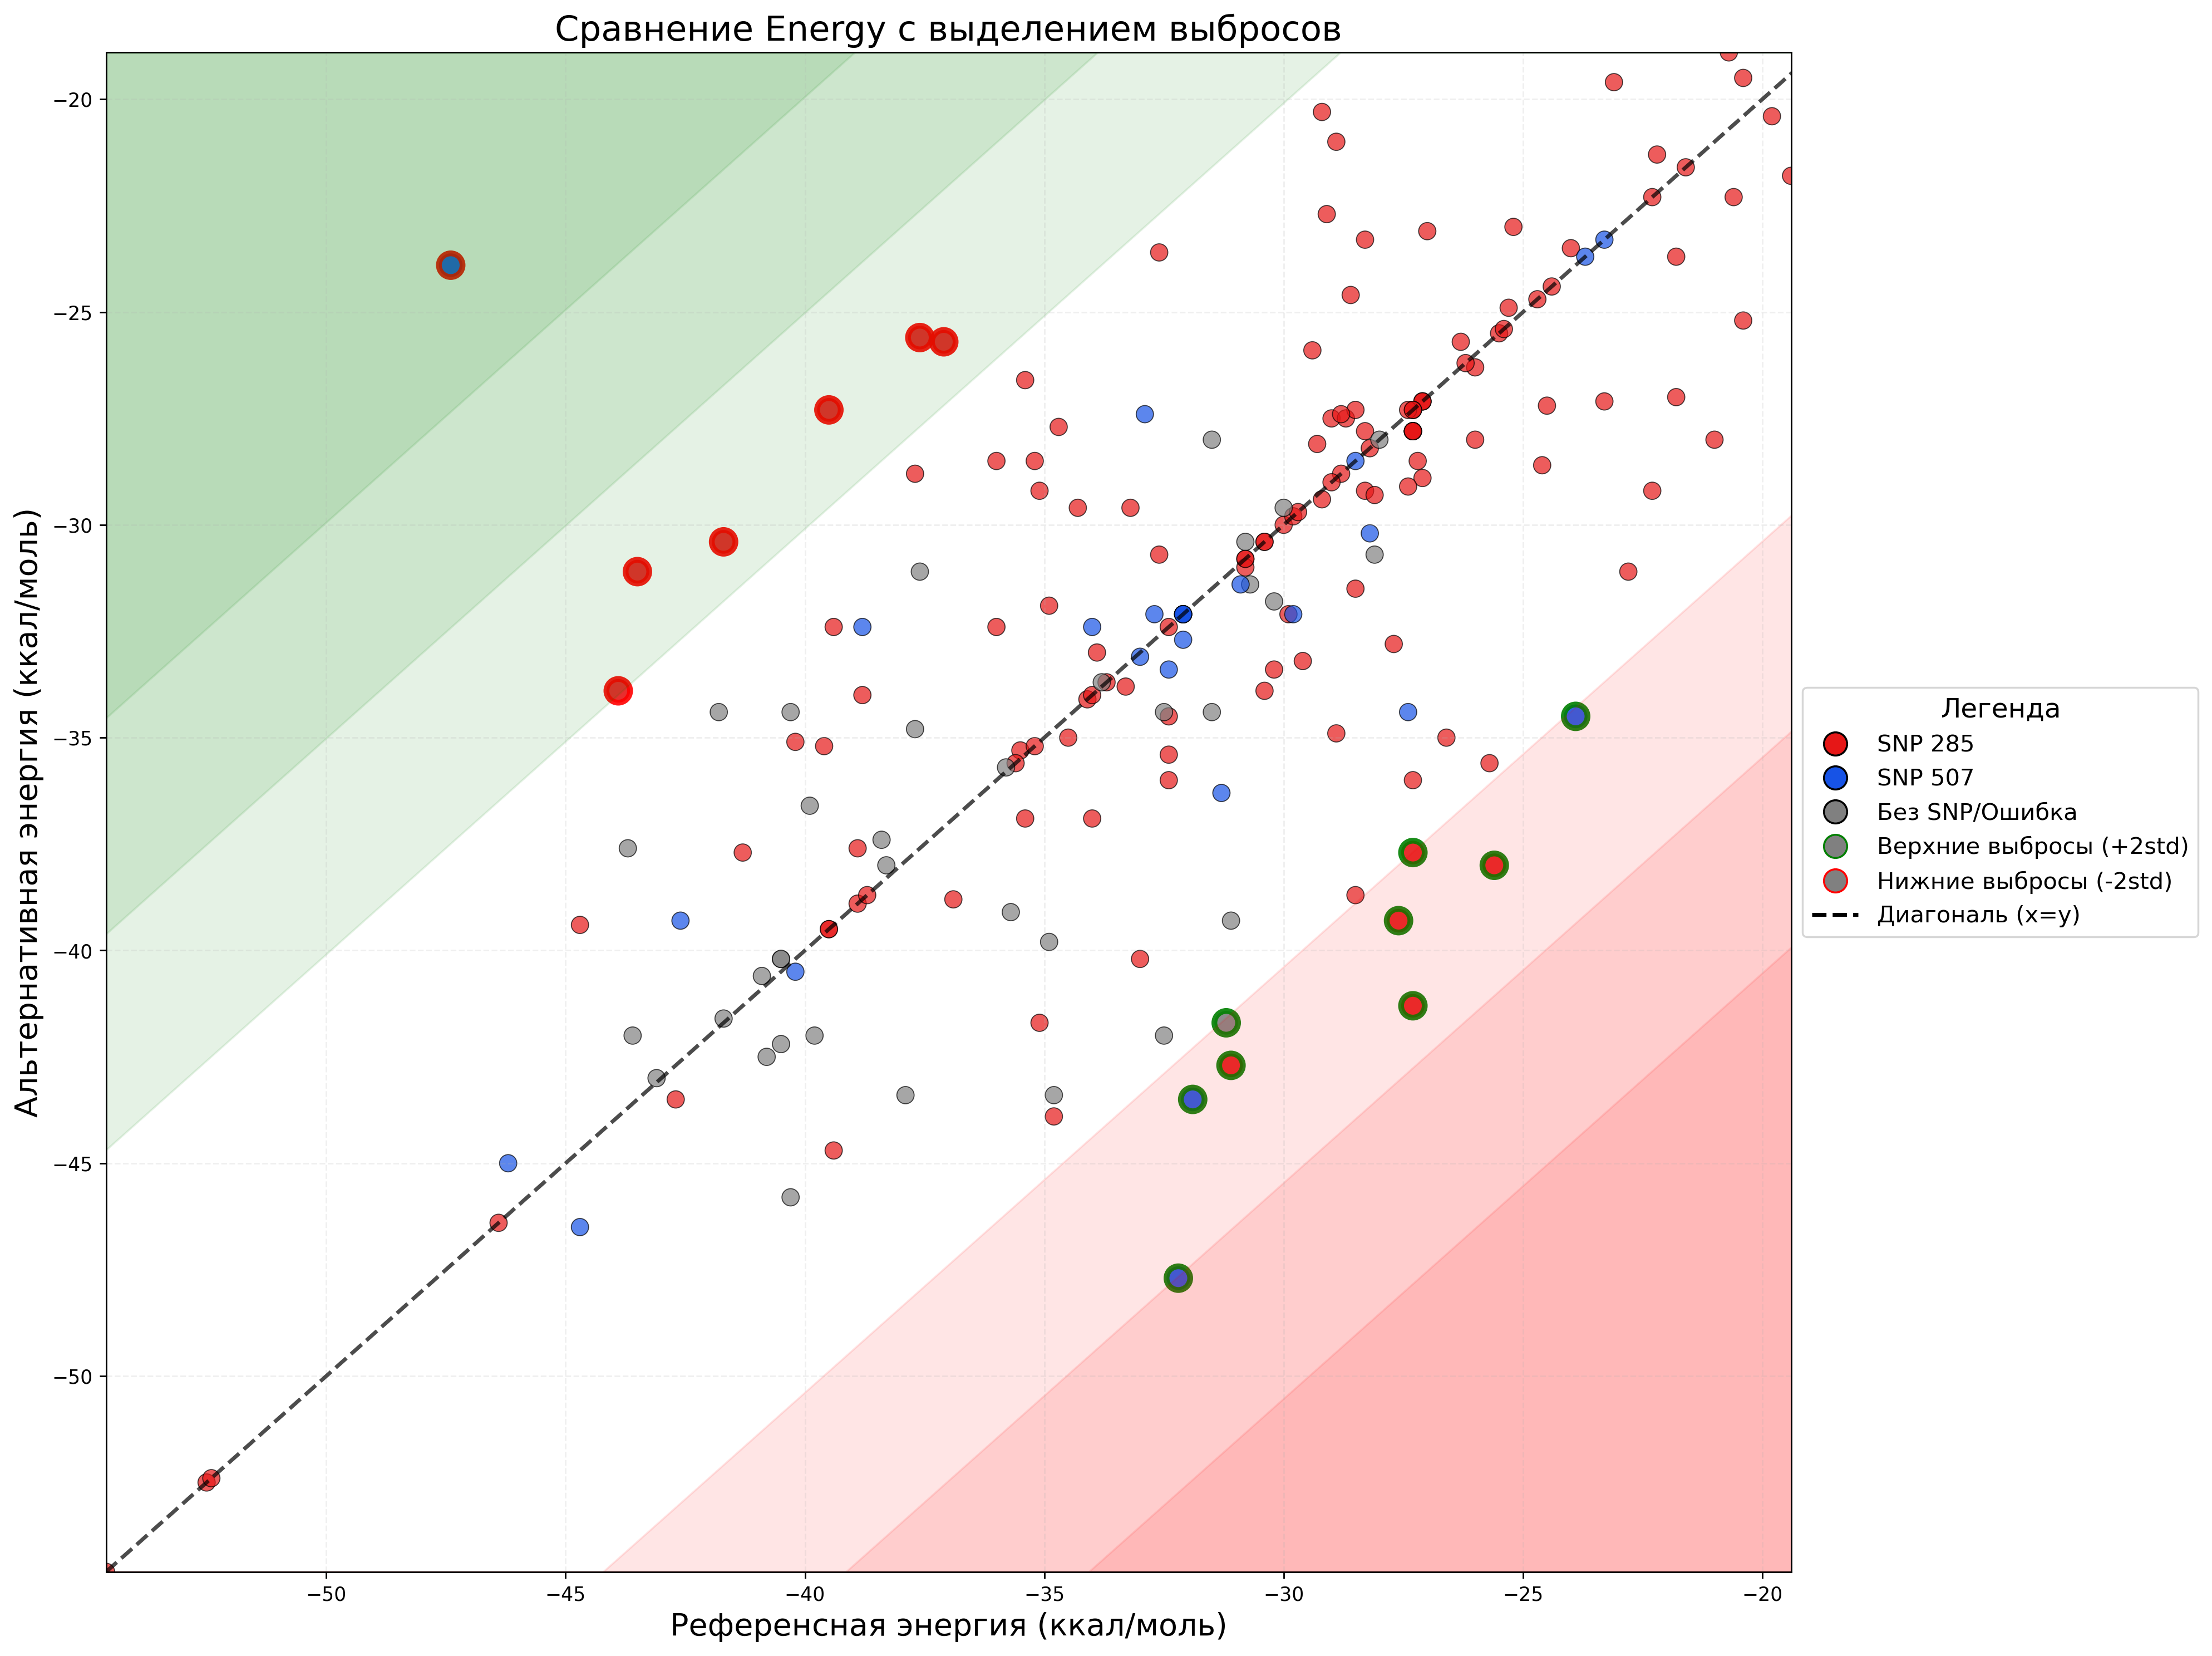 Сравнение Energy с выделением выбросов
Альтернативная энергия (ккал/моль)
−20
−25
−30
−35
−40
−45
−50
−50
−45
−40
−35
−30
−25
−20
Референсная энергия (ккал/моль)
Легенда
SNP 285
SNP 507
Без SNP/Ошибка
Верхние выбросы (+2std)
Нижние выбросы (-2std)
Диагональ (x=y)